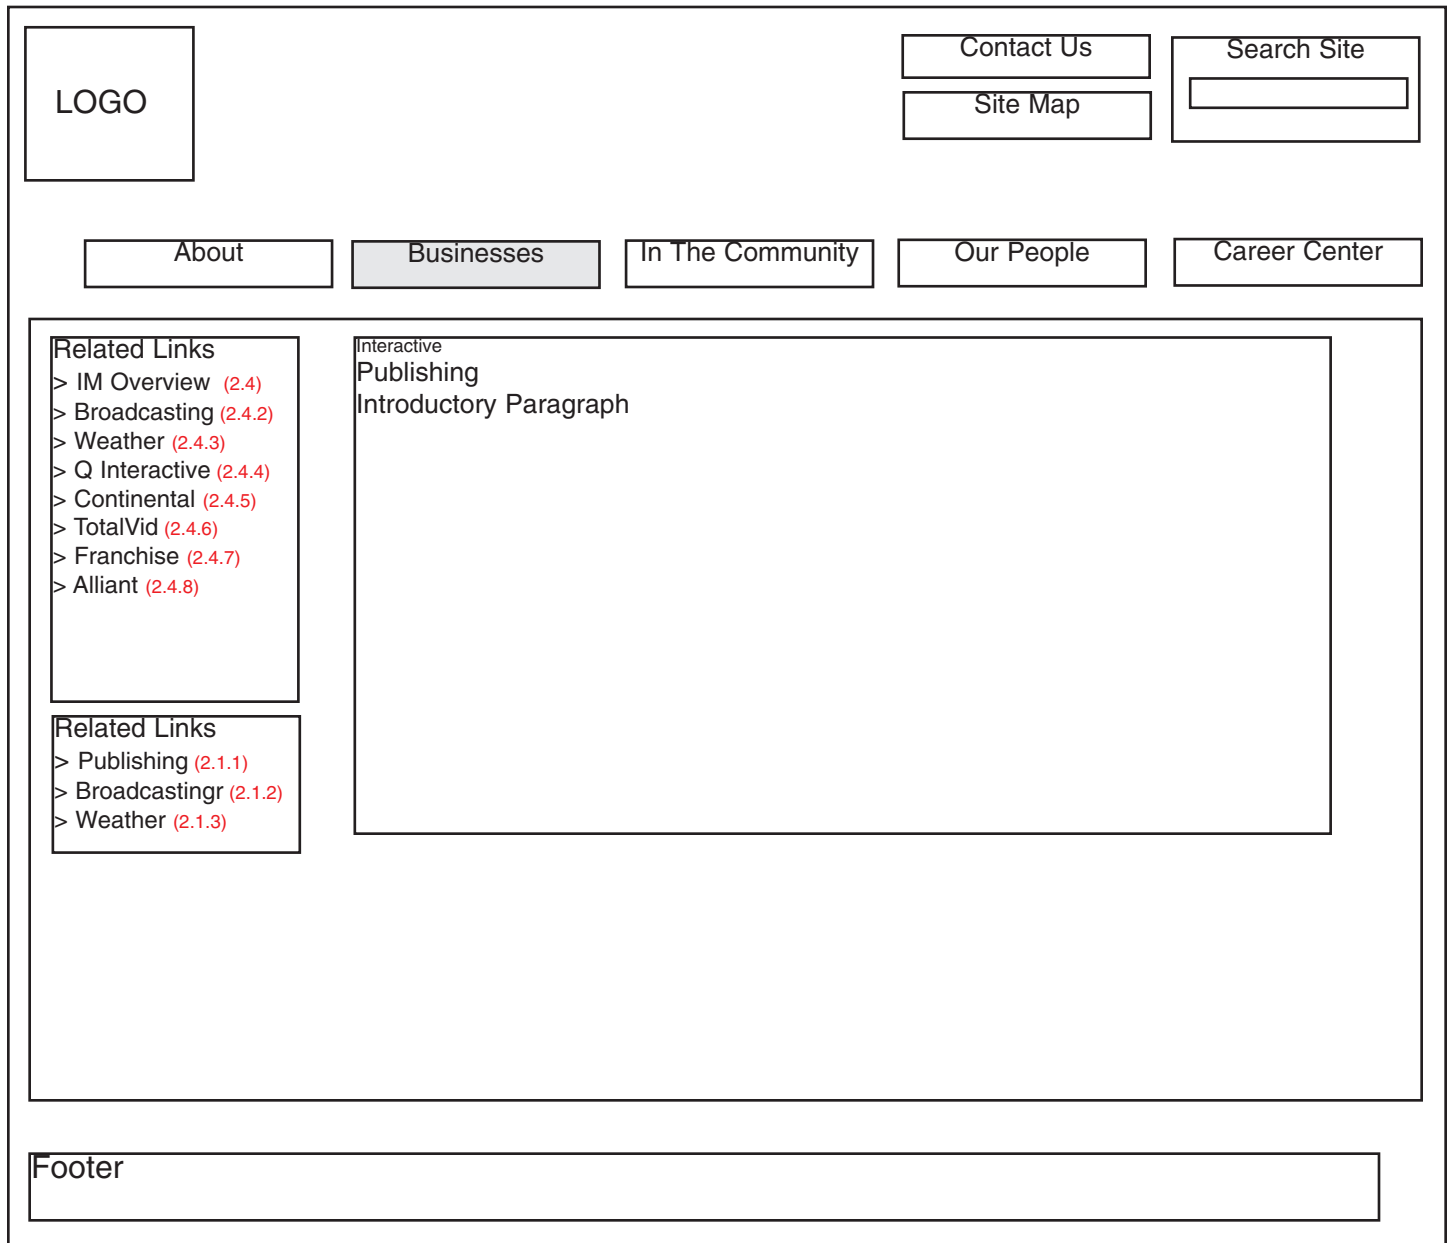 LOGO
Contact Us
Site Map
Search Site
About
Businesses
In The Community
Our People
Career Center
Related Links
> IM Overview (2.4)
> Broadcasting (2.4.2)
> Weather (2.4.3)
> Q Interactive (2.4.4)
> Continental (2.4.5)
> TotalVid (2.4.6)
> Franchise (2.4.7)
> Alliant (2.4.8)
Related Links
> Publishing (2.1.1)
> Broadcastingr (2.1.2)
> Weather (2.1.3)
Interactive
Publishing
Introductory Paragraph
Footer